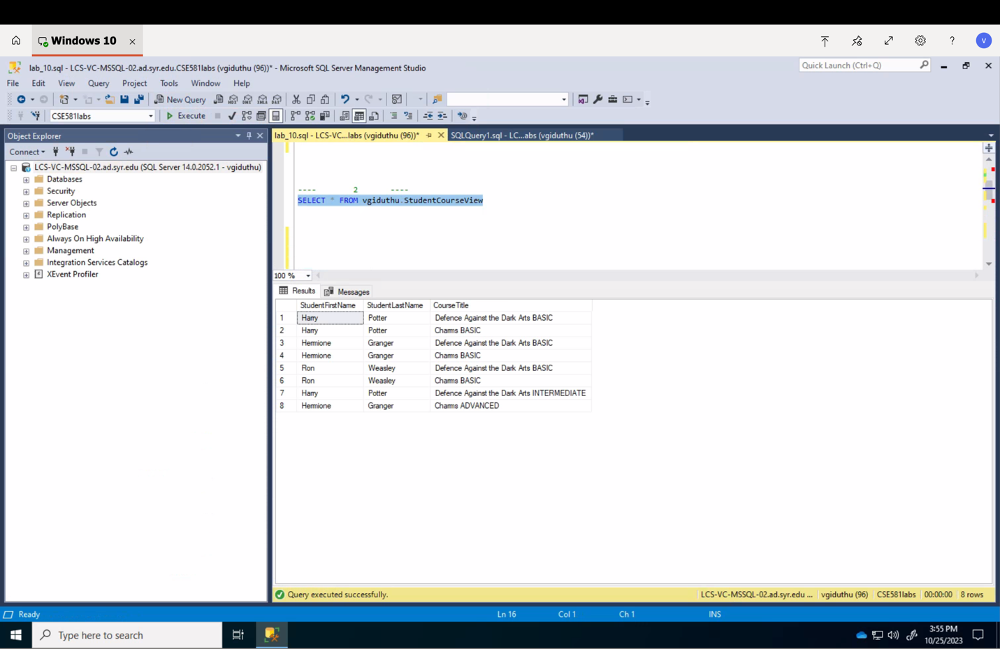 Windows 10
V
lab_10.sql - LCS-VC-MSSQL-02.ad.syr.edu.CSE581labs (vgiduthu (96))* - Microsoft SQL Server Management Studio
Quick Launch (Ctrl+Q)
File Edit View Query Project Tools Window Help
New Query
CSE581labs
Execute
Object Explorer
lab_10.sql - LCS-VC...labs (vgiduthu (96))*
SQLQuery1.sql - LC...abs (vgiduthu (54))*
Connect
LCS-VC-MSSQL-02.ad.syr.edu (SQL Server 14.0.2052.1 - vgiduthu)
Databases
Security
Server Objects
Replication
PolyBase
Always On High Availability
Management
Integration Services Catalogs
XEvent Profiler
---- 2 ----
SELECT * FROM vgiduthu.StudentCourseView
100 %
Results Messages
StudentFirstName StudentLastName CourseTitle
1 Harry Potter Defence Against the Dark Arts BASIC
2 Harry Potter Charms BASIC
3 Hermione Granger Defence Against the Dark Arts BASIC
4 Hermione Granger Charms BASIC
5 Ron Weasley Defence Against the Dark Arts BASIC
6 Ron Weasley Charms BASIC
7 Harry Potter Defence Against the Dark Arts INTERMEDIATE
8 Hermione Granger Charms ADVANCED
Query executed successfully.
LCS-VC-MSSQL-02.ad.syr.edu ... vgiduthu (96) CSE581labs 00:00:00 8 rows
Ready Ln 16 Col 1 Ch 1 INS
Type here to search
3:55 PM
10/25/2023